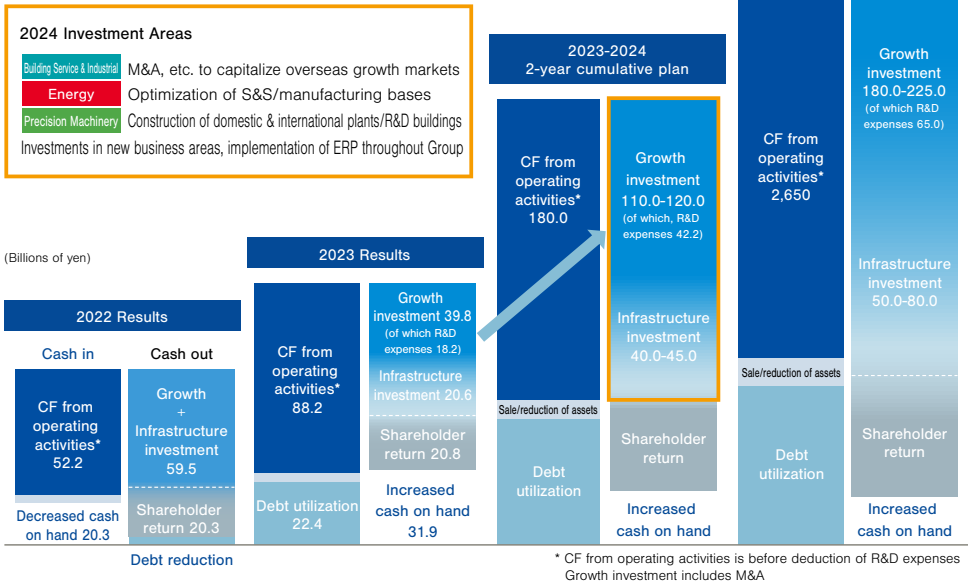 2024 Investment Areas
Building Service & Industrial M&A, etc. to capitalize overseas growth markets
Energy Optimization of S&S/manufacturing bases
Precision Machinery Construction of domestic & international plants/R&D buildings
Investments in new business areas, implementation of ERP throughout Group
(Billions of yen)
2022 Results
Cash in
Cash out
CF from
operating
activities*
52.2
Decreased cash
on hand 20.3
Growth
+
Infrastructure
investment
59.5
Shareholder
return 20.3
Debt reduction
2023 Results
CF from
operating
activities*
88.2
Debt utilization
22.4
Growth
investment 39.8
(of which R&D
expenses 18.2)
Infrastructure
investment 20.6
Shareholder
return 20.8
Increased
cash on hand
31.9
2023-2024
2-year cumulative plan
CF from
operating
activities*
180.0
Sale/reduction of assets
Debt
utilization
Growth
investment
110.0-120.0
(of which, R&D
expenses 42.2)
Infrastructure
investment
40.0-45.0
Shareholder
return
Increased
cash on hand
CF from
operating
activities*
2,650
Sale/reduction of assets
Debt
utilization
Growth
investment
180.0-225.0
(of which R&D
expenses 65.0)
Infrastructure
investment
50.0-80.0
Shareholder
return
Increased
cash on hand
* CF from operating activities is before deduction of R&D expenses
Growth investment includes M&A